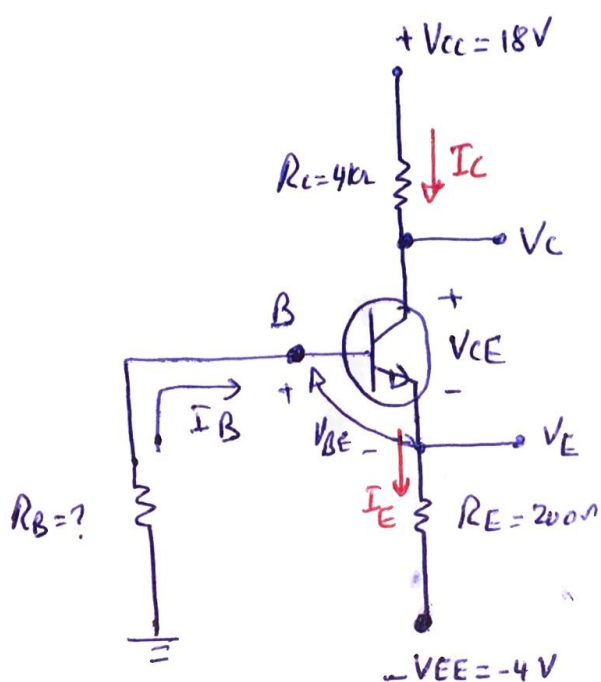 + Vcc = 18V
Rc=4kΩ
Ic
Vc
B
+
VCE
+
IB
VBE
-
-
VE
RB=?
IE
RE=200Ω
-VEE=-4V